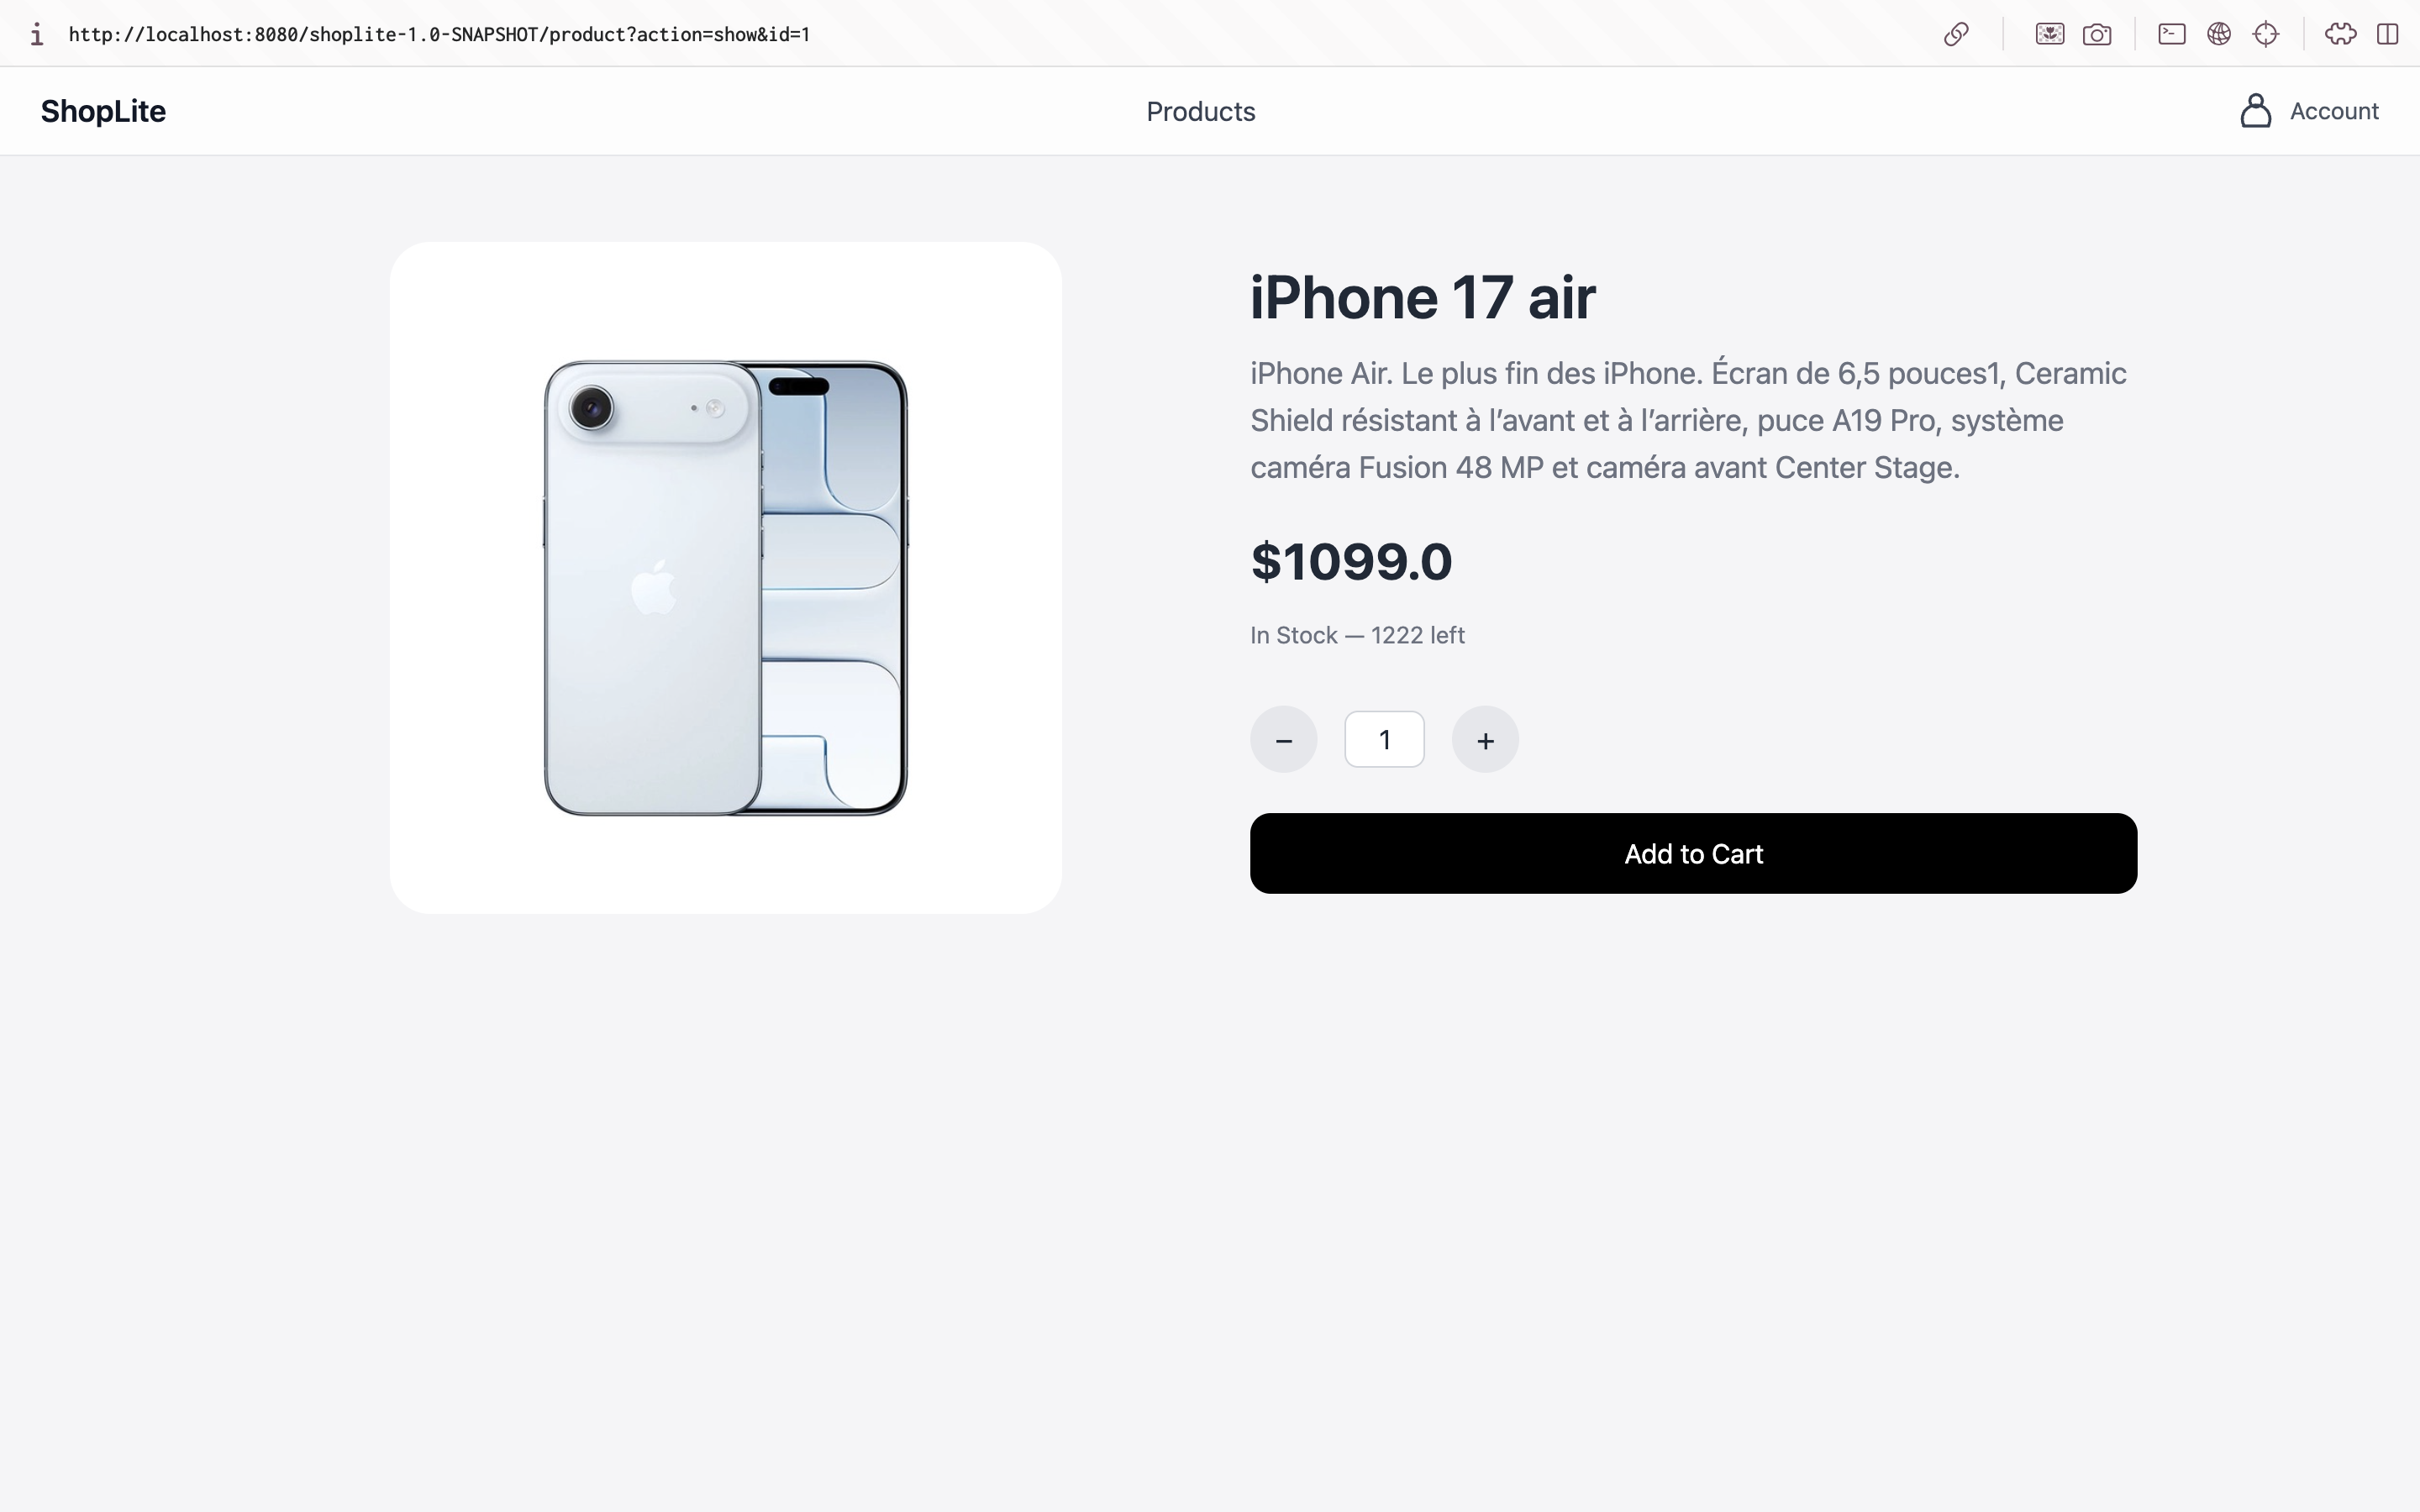 http://localhost:8080/shoplite-1.0-SNAPSHOT/product?action=show&id=1
ShopLite
Products
Account
iPhone 17 air
iPhone Air. Le plus fin des iPhone. Écran de 6,5 pouces1, Ceramic
Shield résistant à l’avant et à l’arrière, puce A19 Pro, système
caméra Fusion 48 MP et caméra avant Center Stage.
$1099.0
In Stock — 1222 left
− 1 +
Add to Cart